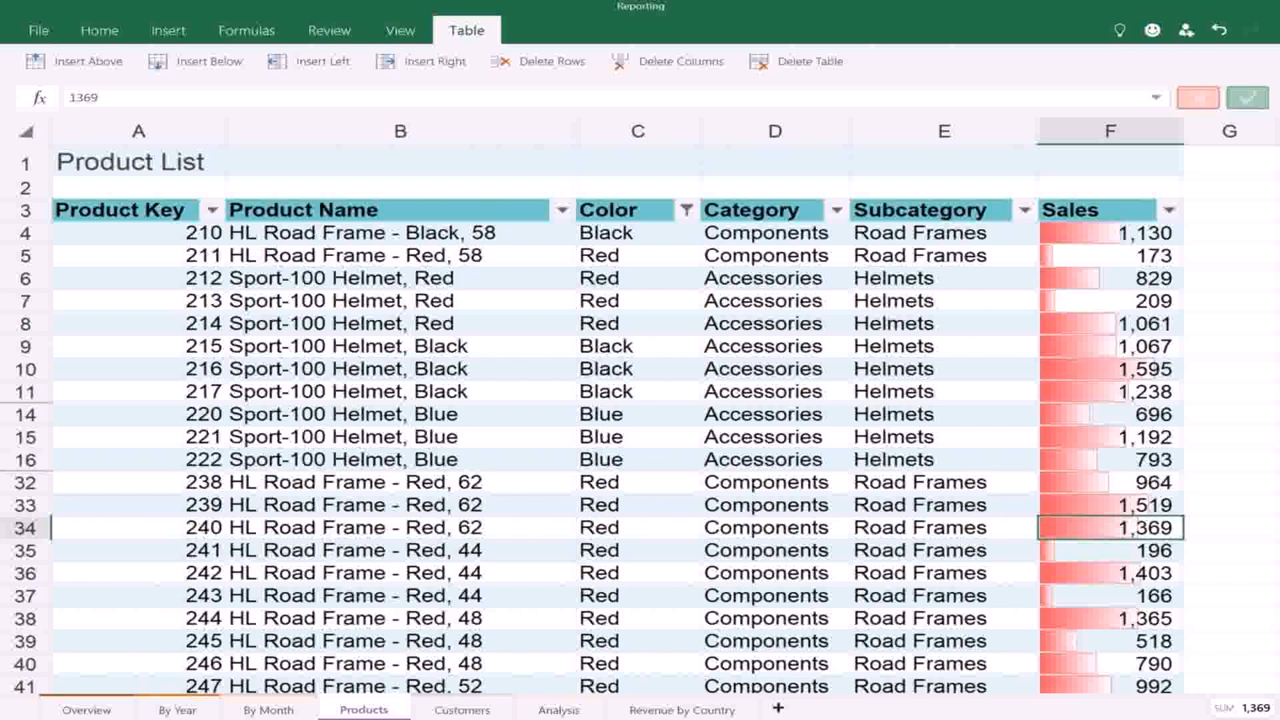 Reporting
File Home Insert Formulas Review View Table
Insert Above Insert Below Insert Left Insert Right Delete Rows Delete Columns Delete Table
fx 1369
A B C D E F G
1 Product List
2
3 Product Key Product Name Color Category Subcategory Sales
4 210 HL Road Frame - Black, 58 Black Components Road Frames 1,130
5 211 HL Road Frame - Red, 58 Red Components Road Frames 173
6 212 Sport-100 Helmet, Red Red Accessories Helmets 829
7 213 Sport-100 Helmet, Red Red Accessories Helmets 209
8 214 Sport-100 Helmet, Red Red Accessories Helmets 1,061
9 215 Sport-100 Helmet, Black Black Accessories Helmets 1,067
10 216 Sport-100 Helmet, Black Black Accessories Helmets 1,595
11 217 Sport-100 Helmet, Black Black Accessories Helmets 1,238
14 220 Sport-100 Helmet, Blue Blue Accessories Helmets 696
15 221 Sport-100 Helmet, Blue Blue Accessories Helmets 1,192
16 222 Sport-100 Helmet, Blue Blue Accessories Helmets 793
32 238 HL Road Frame - Red, 62 Red Components Road Frames 964
33 239 HL Road Frame - Red, 62 Red Components Road Frames 1,519
34 240 HL Road Frame - Red, 62 Red Components Road Frames 1,369
35 241 HL Road Frame - Red, 44 Red Components Road Frames 196
36 242 HL Road Frame - Red, 44 Red Components Road Frames 1,403
37 243 HL Road Frame - Red, 44 Red Components Road Frames 166
38 244 HL Road Frame - Red, 48 Red Components Road Frames 1,365
39 245 HL Road Frame - Red, 48 Red Components Road Frames 518
40 246 HL Road Frame - Red, 48 Red Components Road Frames 790
41 247 HL Road Frame - Red, 52 Red Components Road Frames 992
Overview By Year By Month Products Customers Analysis Revenue by Country + SUM 1,369